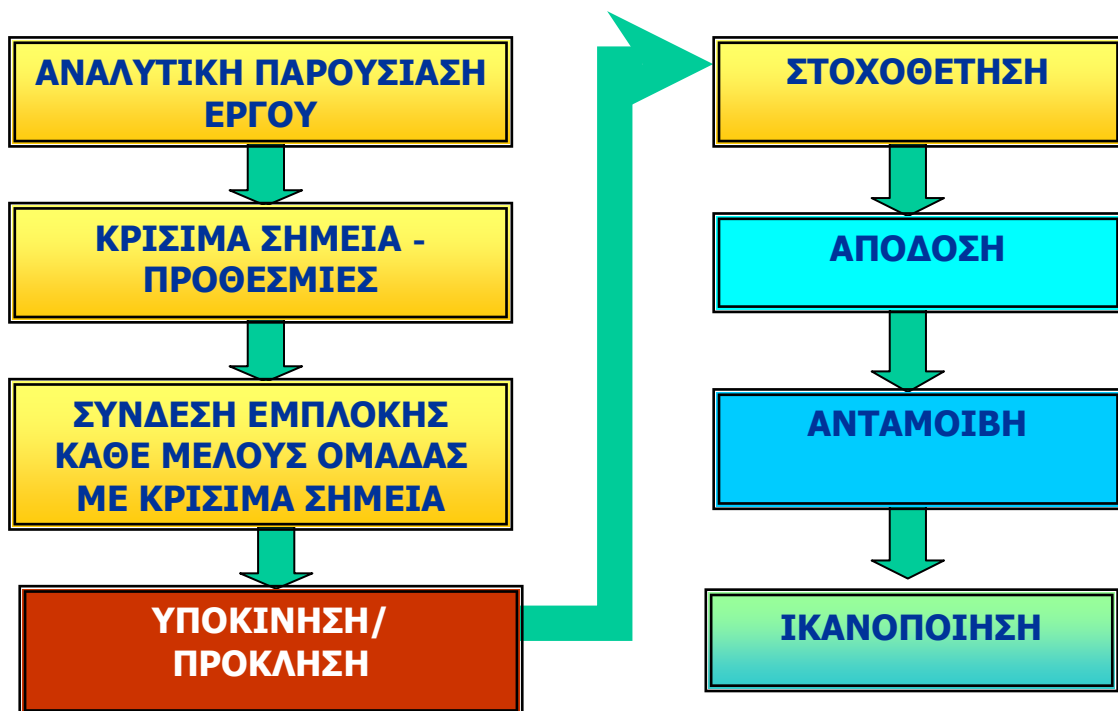 ΑΝΑΛΥΤΙΚΗ ΠΑΡΟΥΣΙΑΣΗ
ΕΡΓΟΥ
ΚΡΙΣΙΜΑ ΣΗΜΕΙΑ -
ΠΡΟΘΕΣΜΙΕΣ
ΣΥΝΔΕΣΗ ΕΜΠΛΟΚΗΣ
ΚΑΘΕ ΜΕΛΟΥΣ ΟΜΑΔΑΣ
ΜΕ ΚΡΙΣΙΜΑ ΣΗΜΕΙΑ
ΥΠΟΚΙΝΗΣΗ/
ΠΡΟΚΛΗΣΗ
ΣΤΟΧΟΘΕΤΗΣΗ
ΑΠΟΔΟΣΗ
ΑΝΤΑΜΟΙΒΗ
ΙΚΑΝΟΠΟΙΗΣΗ